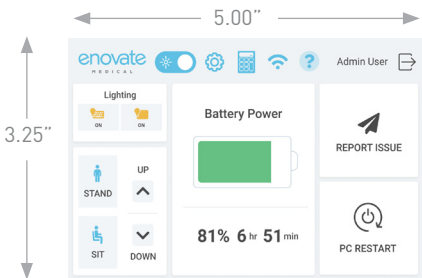 5.00”
3.25”
enovate
MEDICAL
?
Admin User
Lighting
ON
ON
STAND
UP
SIT
DOWN
Battery Power
81% 6 hr 51 min
REPORT ISSUE
PC RESTART